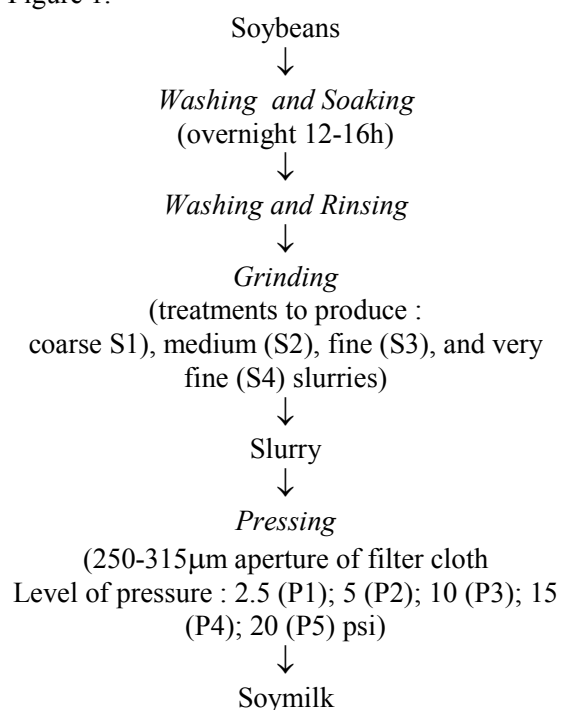 Figure 1.
Soybeans
↓
Washing and Soaking
(overnight 12-16h)
↓
Washing and Rinsing
↓
Grinding
(treatments to produce :
coarse S1), medium (S2), fine (S3), and very
fine (S4) slurries)
↓
Slurry
↓
Pressing
(250-315μm aperture of filter cloth
Level of pressure : 2.5 (P1); 5 (P2); 10 (P3); 15
(P4); 20 (P5) psi)
↓
Soymilk